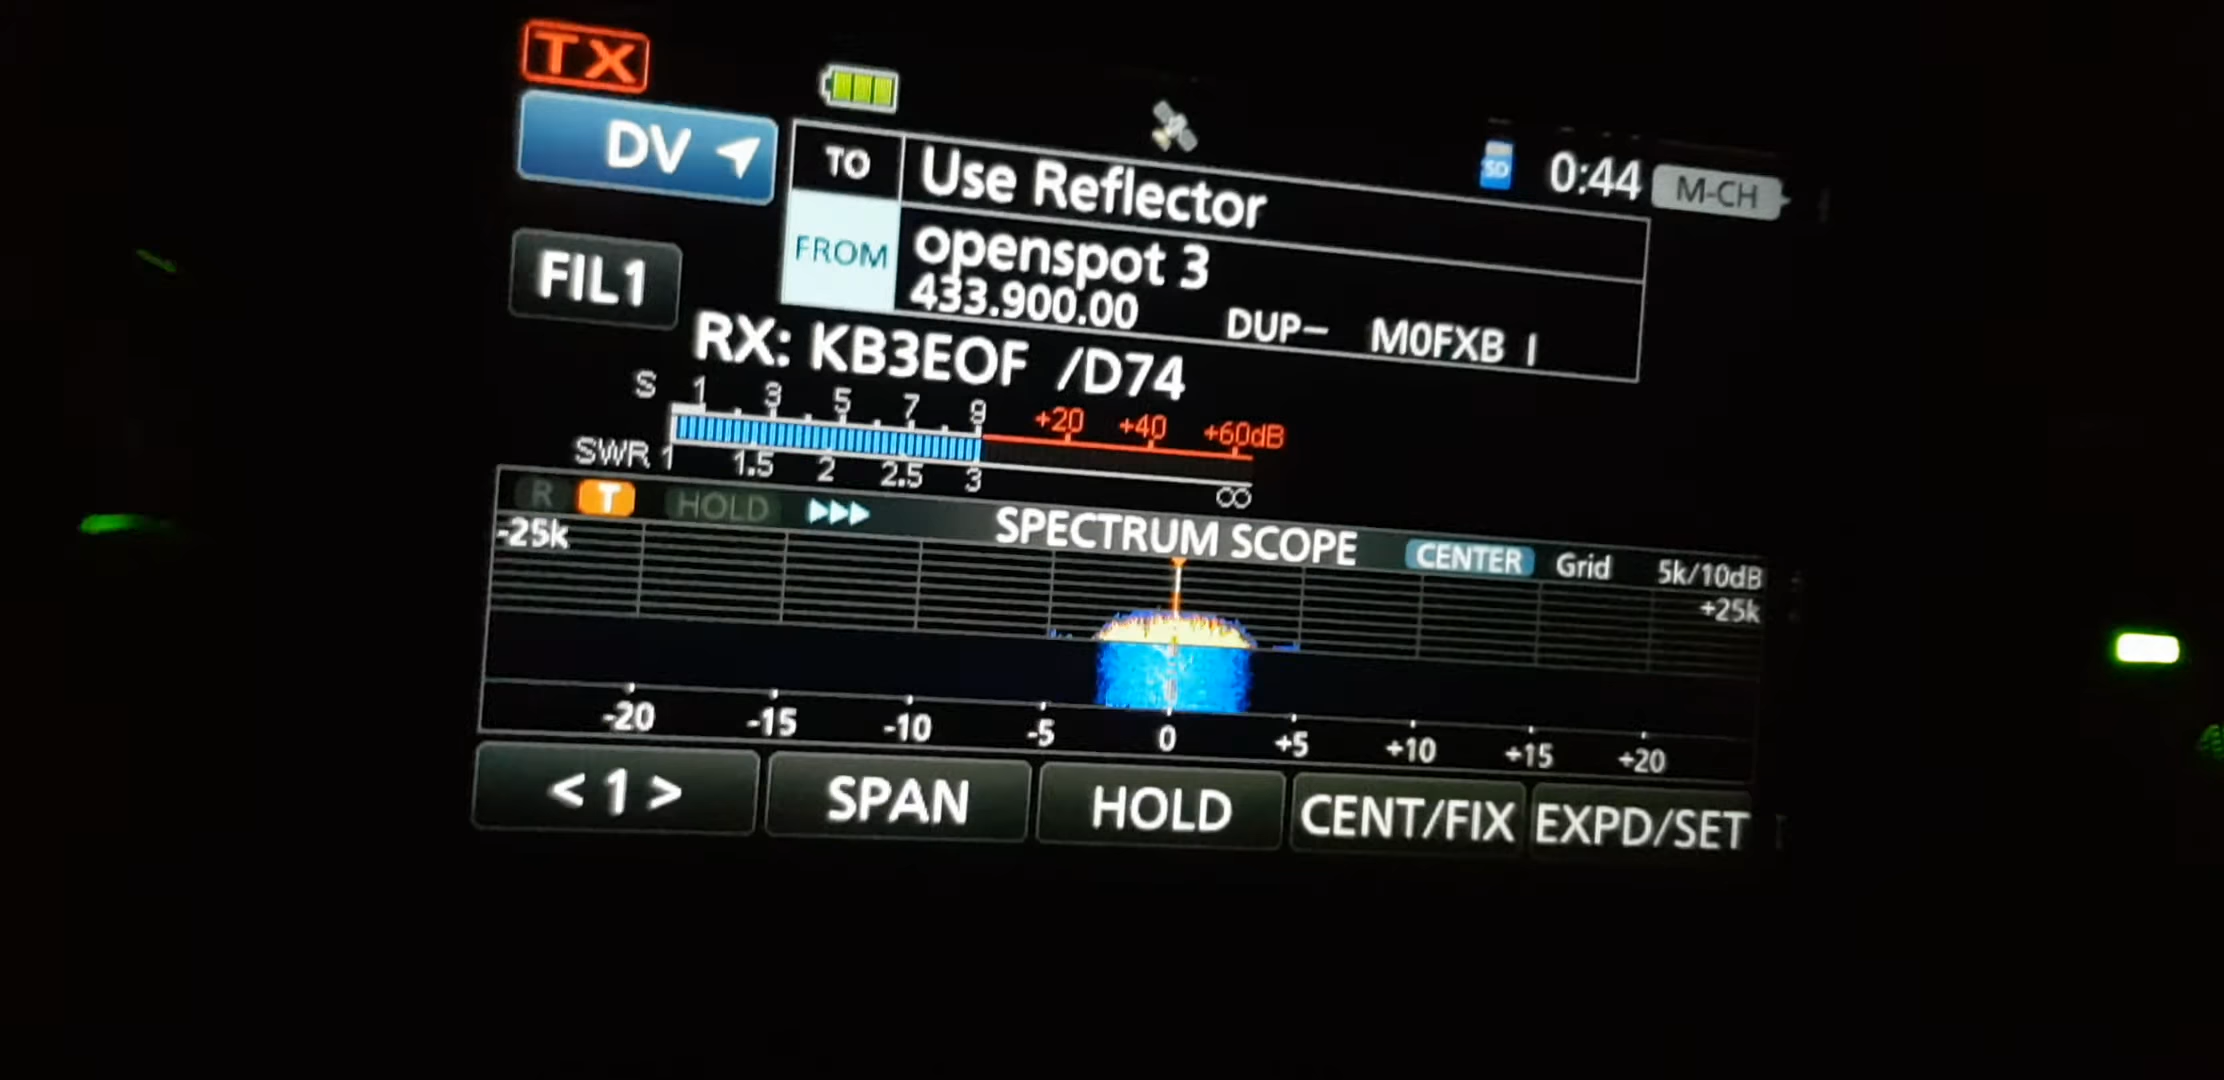 TX
SD 0:44 M-CH
DV TO Use Reflector
FROM openspot 3
433.900.00 DUP− M0FXB I
FIL1
RX: KB3EOF /D74
S 1 3 5 7 9 +20 +40 +60dB
SWR 1 1.5 2 2.5 3 ∞
R T HOLD SPECTRUM SCOPE CENTER Grid 5k/10dB
-25k +25k
-20 -15 -10 -5 0 +5 +10 +15 +20
< 1 > SPAN HOLD CENT/FIX EXPD/SET